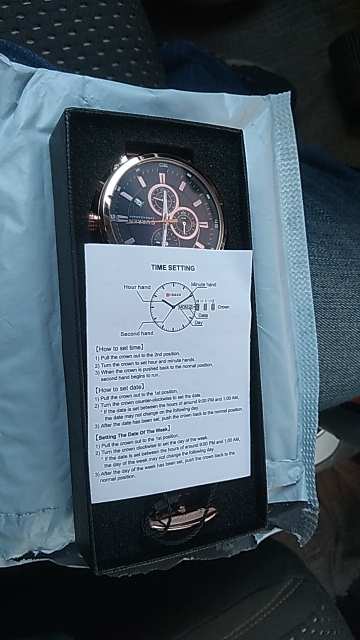 CURREN
TIME SETTING
Hour hand
Minute hand
Crown
Date
Day
Second hand
【How to set time】
1) Pull the crown out to the 2nd position.
2) Turn the crown to set hour and minute hands.
3) When the crown is pushed back to the normal position,
second hand begins to run.
【How to set date】
1) Pull the crown out to the 1st position.
2) Turn the crown counter-clockwise to set the date.
* If the date is set between the hours of around 9:00 PM and 1:00 AM,
the date may not change on the following day.
3) After the date has been set, push the crown back to the normal position.
【Setting The Date Of The Week】
1) Pull the crown out to the 1st position.
2) Turn the crown clockwise to set the day of the week.
* If the date is set between the hours of around 9:00 PM and 1:00 AM,
the day of the week may not change the following day.
3) After the day of the week has been set, push the crown back to the
normal position.